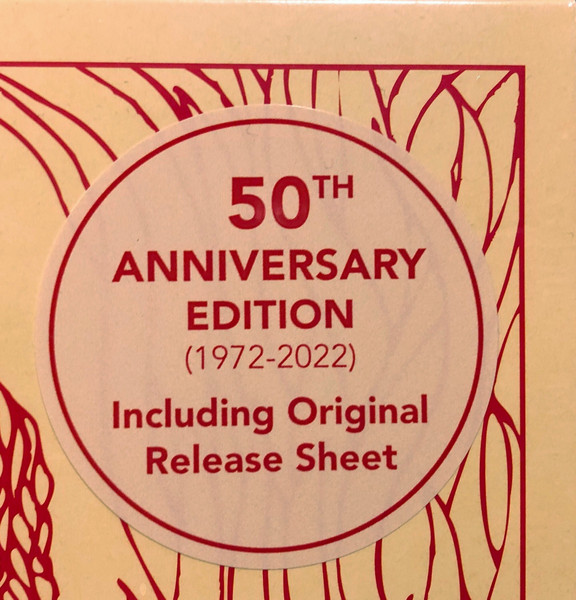 50TH
ANNIVERSARY
EDITION
(1972-2022)
Including Original
Release Sheet